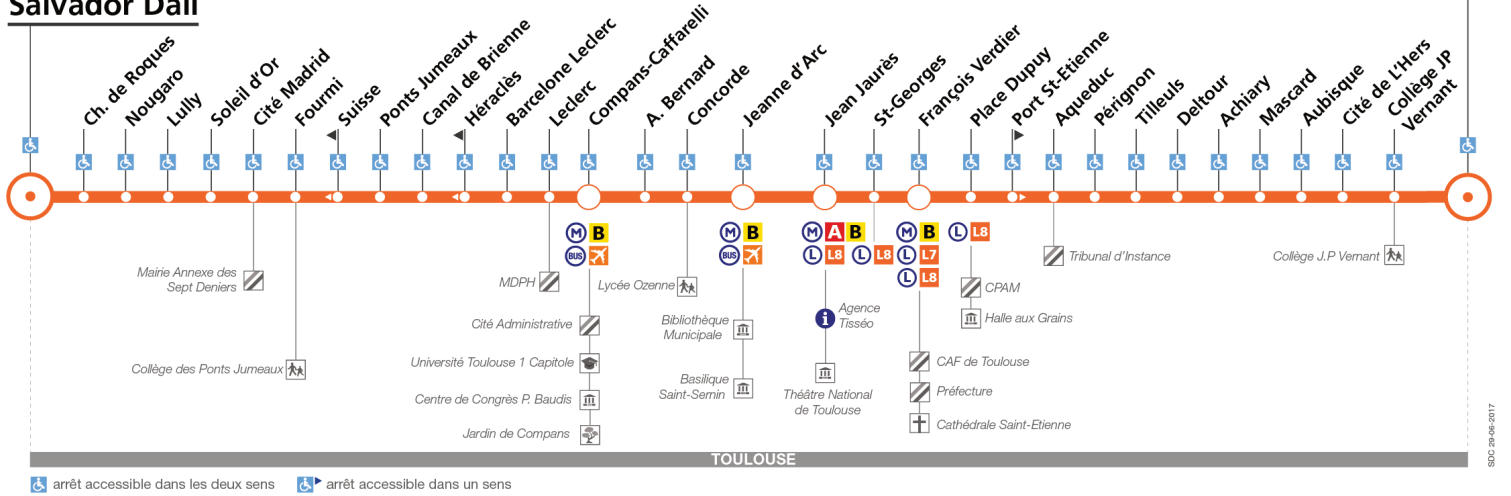 Salvador Dali
Ch. de Roques
Nougaro
Lully
Soleil d'Or
Cité Madrid
Fourmi
Suisse
Ponts Jumeaux
Canal de Brienne
Héraclès
Barcelone Leclerc
Leclerc
Compans-Caffarelli
A. Bernard
Concorde
Jeanne d'Arc
Jean Jaurès
St-Georges
François Verdier
Place Dupuy
Port St-Etienne
Aqueduc
Pérignon
Tilleuls
Deltour
Achiary
Mascard
Aubisque
Cité de L'Hers
Collège JP
Vernant
M B
BUS
M B
BUS
M A B
L L8
L L8
M B
L L7
L L8
L L8
Mairie Annexe des
Sept Deniers
Collège des Ponts Jumeaux
MDPH
Cité Administrative
Université Toulouse 1 Capitole
Centre de Congrès P. Baudis
Jardin de Compans
Lycée Ozenne
Bibliothèque
Municipale
Basilique
Saint-Sernin
i
Agence
Tisséo
Théâtre National
de Toulouse
CAF de Toulouse
Préfecture
Cathédrale Saint-Etienne
CPAM
Halle aux Grains
Tribunal d'Instance
Collège J.P Vernant
TOULOUSE
arrêt accessible dans les deux sens
arrêt accessible dans un sens
SDC 29-06-2017